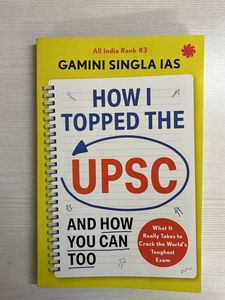 All India Rank #3
GAMINI SINGLA IAS
HOW I
TOPPED THE
UPSC
AND HOW
YOU CAN
TOO
What It
Really Takes to
Crack the World's
Toughest
Exam